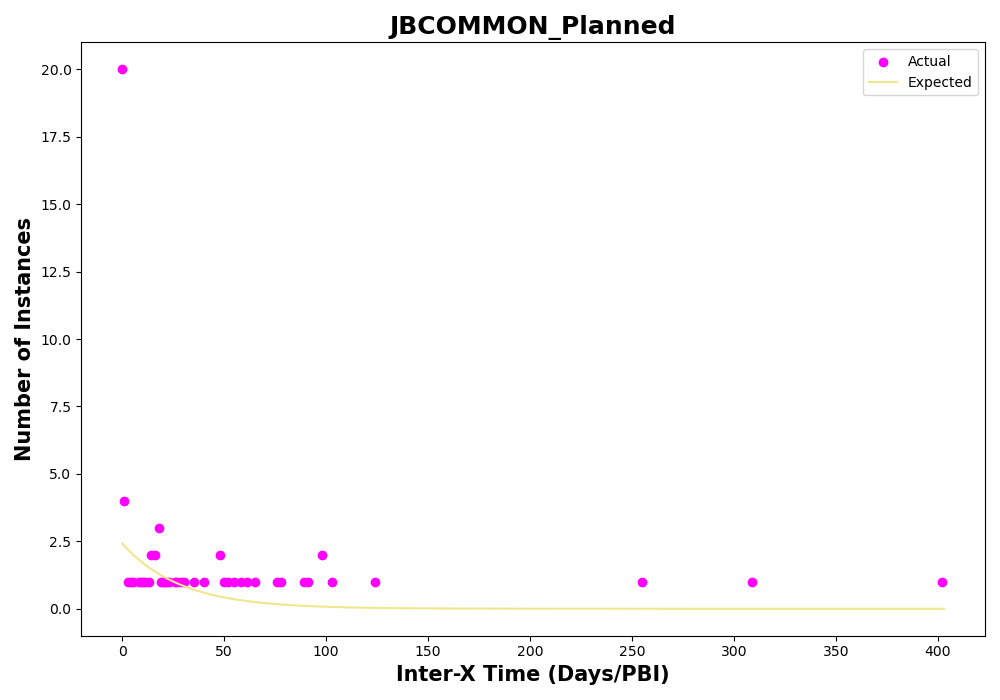 JBCOMMON_Planned
Actual
Expected
Number of Instances
20.0
17.5
15.0
12.5
10.0
7.5
5.0
2.5
0.0
0 50 100 150 200 250 300 350 400
Inter-X Time (Days/PBI)